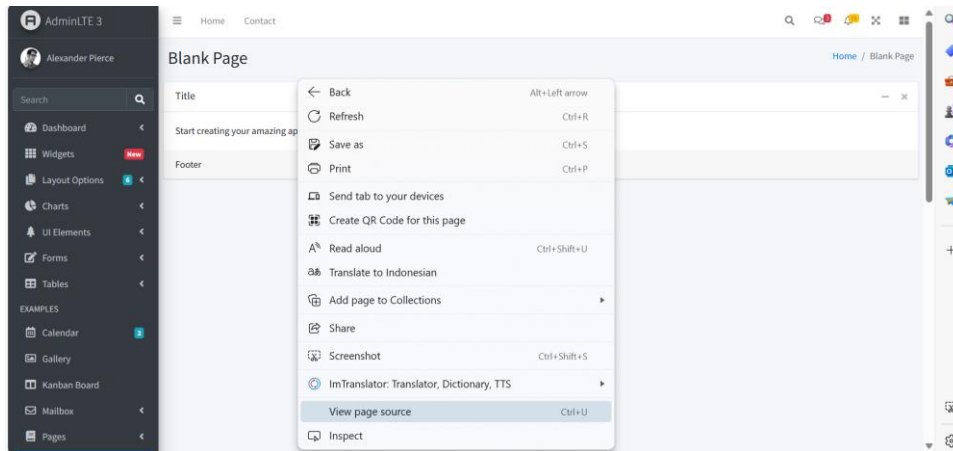 AdminLTE 3
Home Contact
3
15
Alexander Pierce
Blank Page
Home / Blank Page
Search
Title
Start creating your amazing ap
Footer
Dashboard
Widgets New
Layout Options 6
Charts
UI Elements
Forms
Tables
EXAMPLES
Calendar 2
Gallery
Kanban Board
Mailbox
Pages
Back Alt+Left arrow
Refresh Ctrl+R
Save as Ctrl+S
Print Ctrl+P
Send tab to your devices
Create QR Code for this page
Read aloud Ctrl+Shift+U
Translate to Indonesian
Add page to Collections
Share
Screenshot Ctrl+Shift+S
ImTranslator: Translator, Dictionary, TTS
View page source Ctrl+U
Inspect